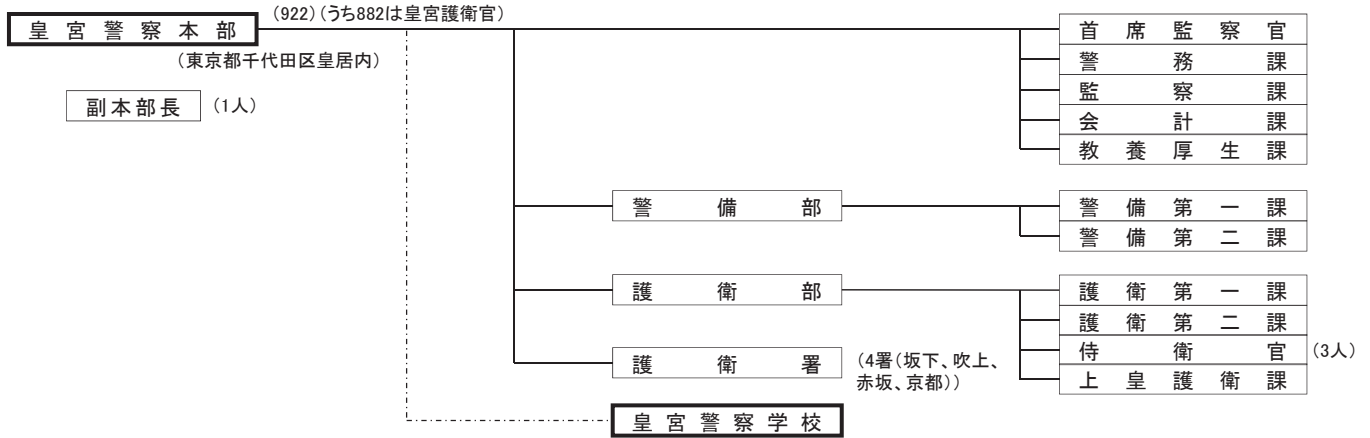 (922)(うち882は皇宮護衛官)
皇宮警察本部
(東京都千代田区皇居内)
副本部長 (1人)
首席監察官
警務課
監察課
会計課
教養厚生課
警備部
警備第一課
警備第二課
護衛部
護衛第一課
護衛第二課
侍衛官 (3人)
上皇護衛課
護衛署
(4署(坂下、吹上、
赤坂、京都))
皇宮警察学校